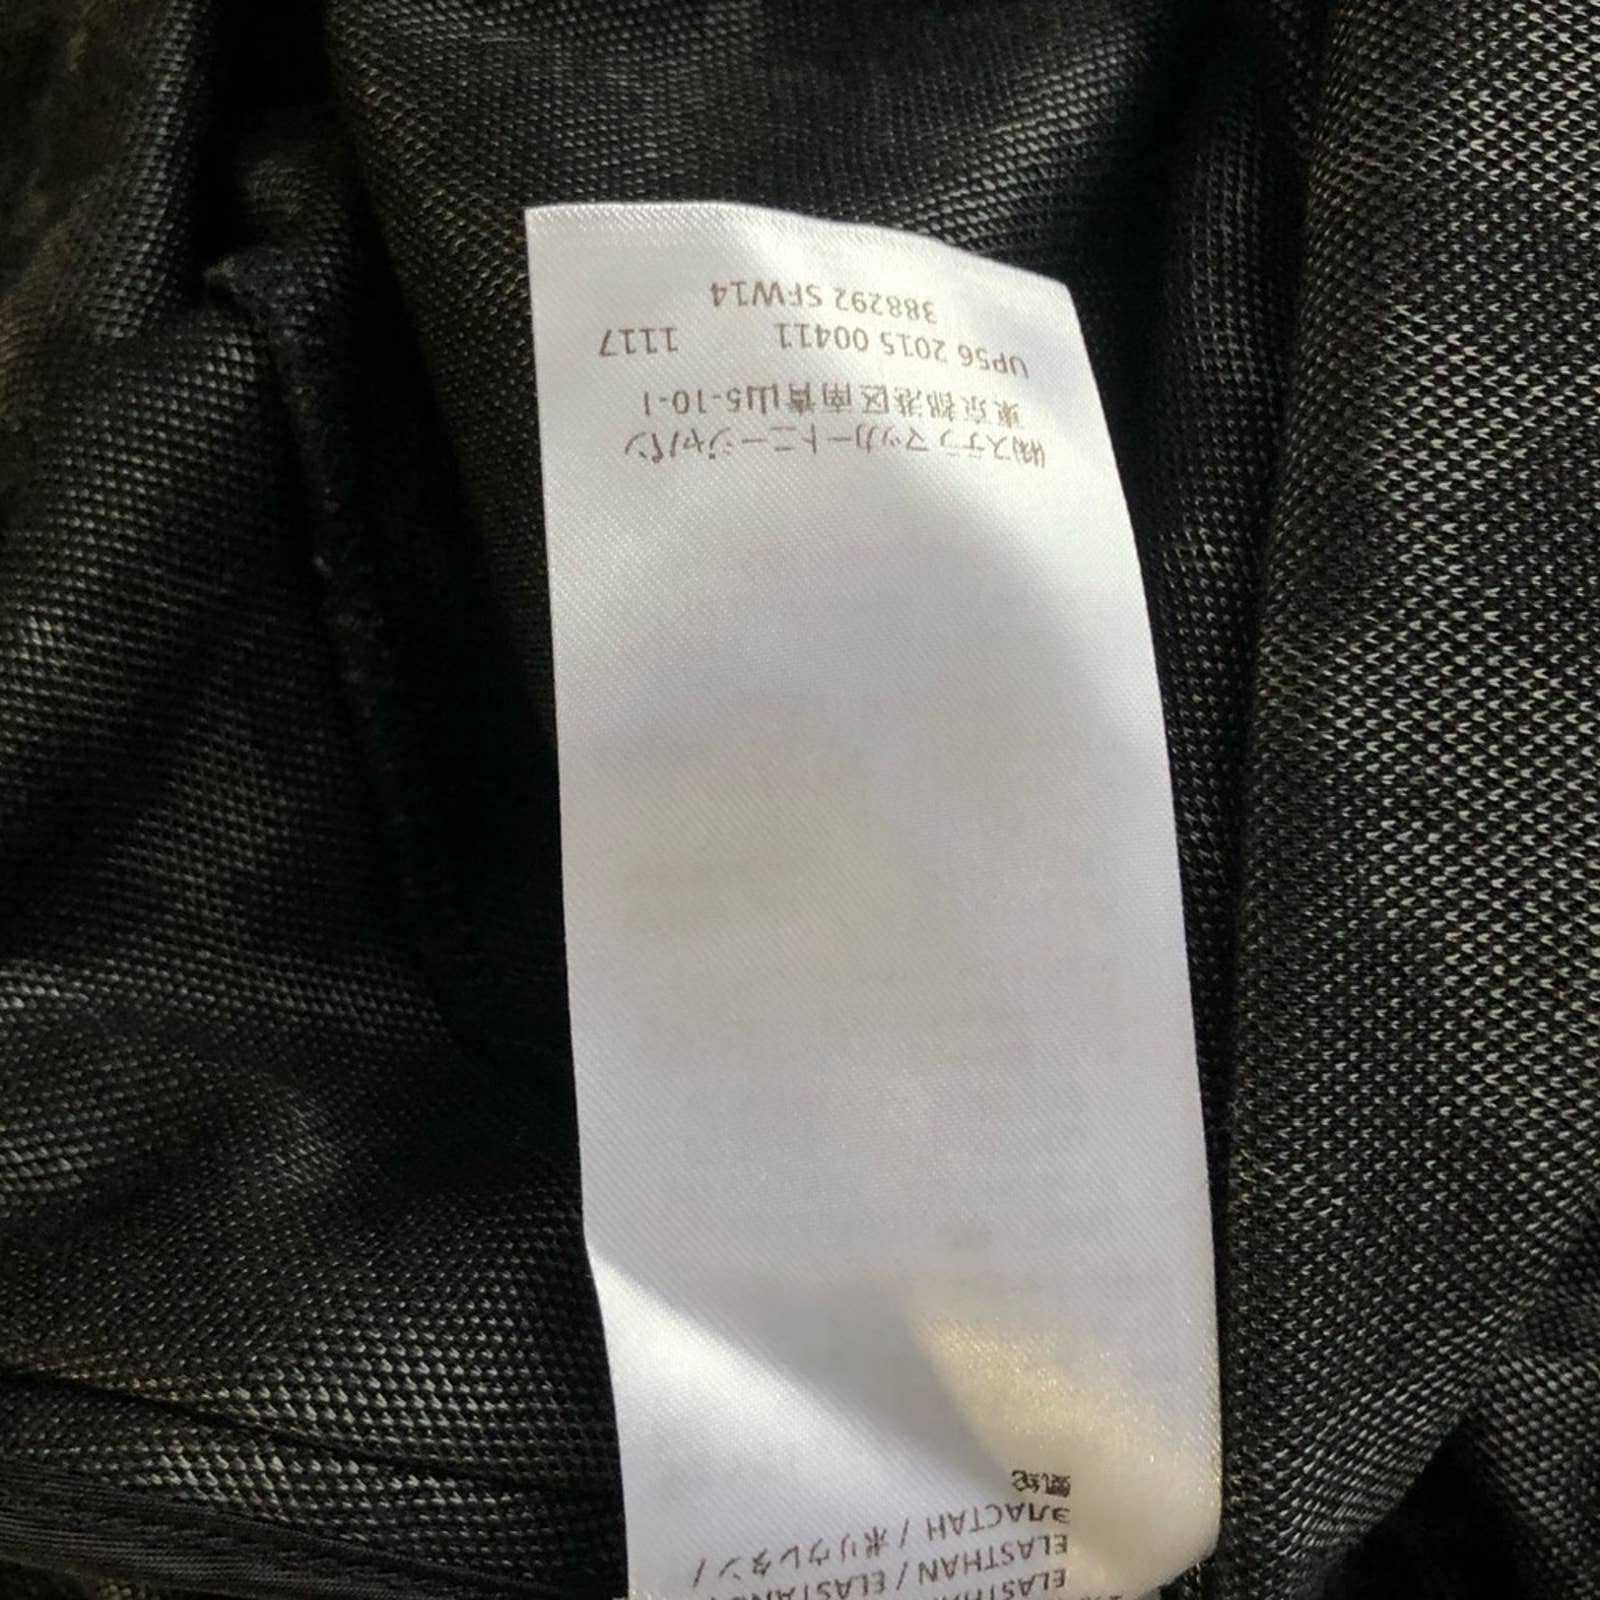 ELASTHAN / ELASTAN
ЭЛАСТАН / ポリウレタン /
氨纶
㈱ステラ マッカートニー ジャパン
東京都港区南青山5-10-1
UP56 2015 00411 1117
388292 SFW14